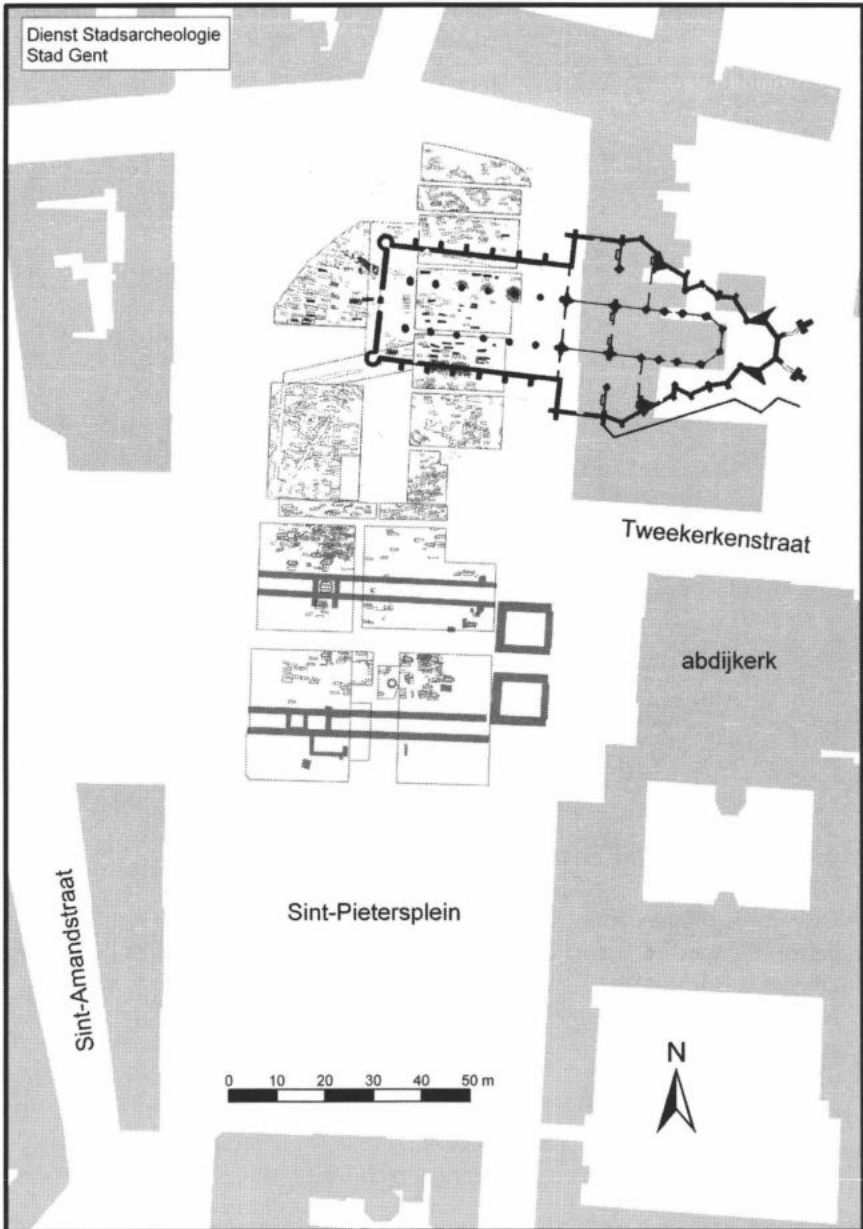 Dienst Stadsarcheologie
Stad Gent
Tweekerkenstraat
abdijkerk
Sint-Pietersplein
Sint-Amandstraat
N
0 10 20 30 40 50 m